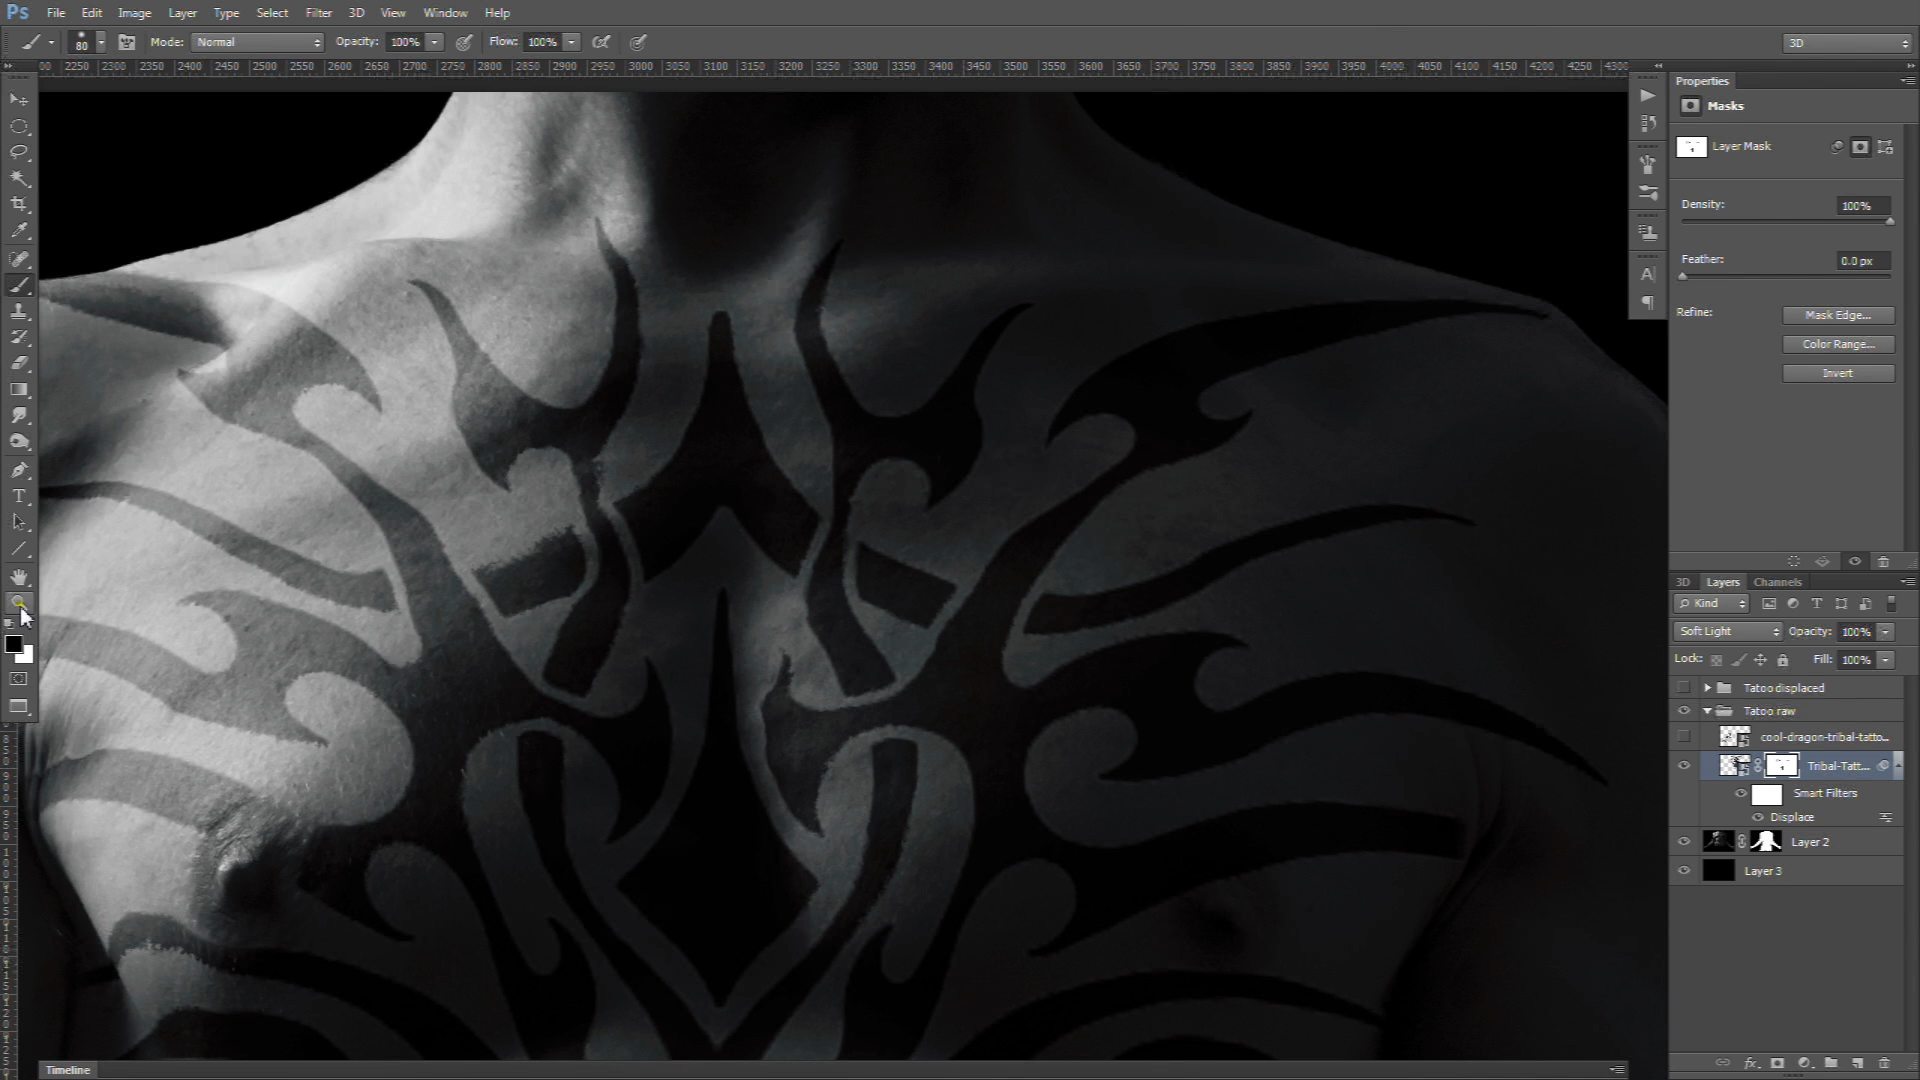 Ps File Edit Image Layer Type Select Filter 3D View Window Help
80 Mode: Normal Opacity: 100% Flow: 100% 3D
00 2250 2300 2350 2400 2450 2500 2550 2600 2650 2700 2750 2800 2850 2900 2950 3000 3050 3100 3150 3200 3250 3300 3350 3400 3450 3500 3550 3600 3650 3700 3750 3800 3850 3900 3950 4000 4050 4100 4150 4200 4250 4300
Properties
Masks
Layer Mask
Density: 100%
Feather: 0.0 px
Refine: Mask Edge...
Color Range...
Invert
3D Layers Channels
Kind
Soft Light Opacity: 100%
Lock: Fill: 100%
Tatoo displaced
Tatoo raw
cool-dragon-tribal-tatto...
Tribal-Tatt...
Smart Filters
Displace
Layer 2
Layer 3
Timeline